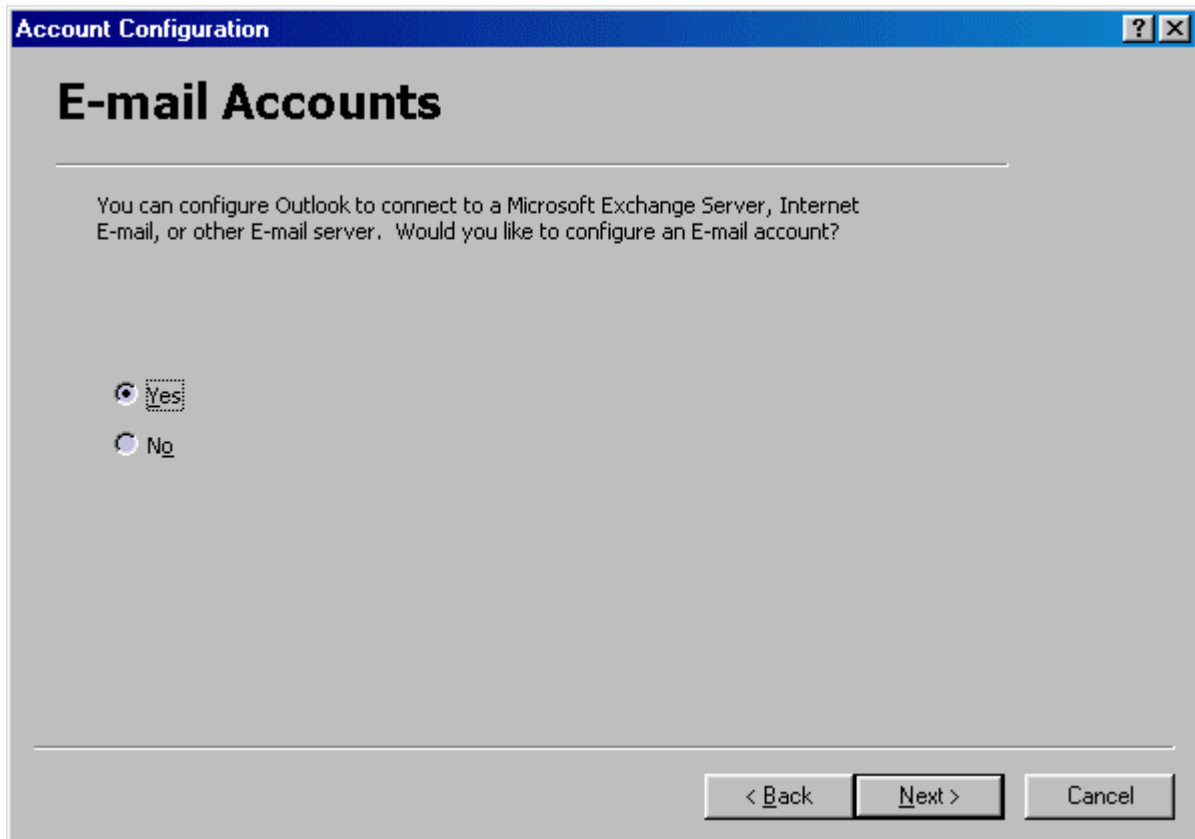 Account Configuration
E-mail Accounts
You can configure Outlook to connect to a Microsoft Exchange Server, Internet
E-mail, or other E-mail server.  Would you like to configure an E-mail account?
Yes
No
< Back
Next >
Cancel